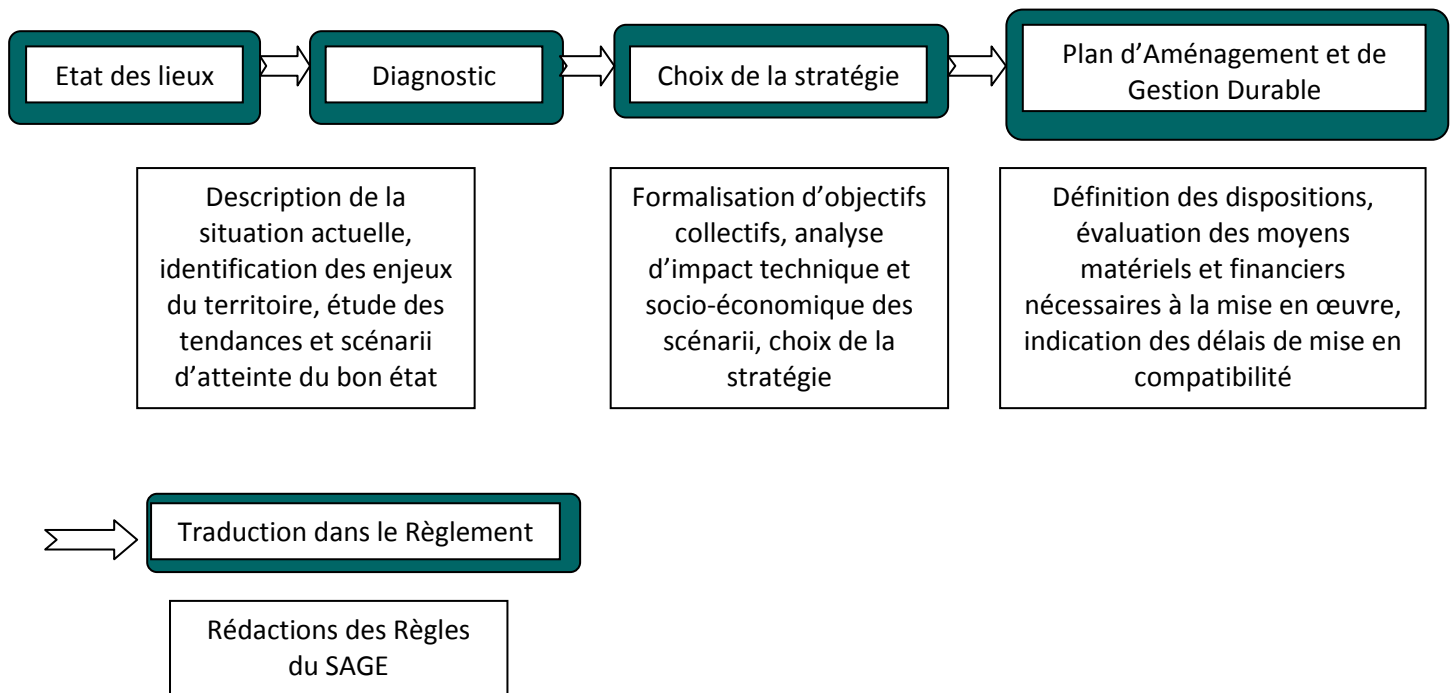 Etat des lieux
Diagnostic
Choix de la stratégie
Plan d’Aménagement et de
Gestion Durable
Description de la
situation actuelle,
identification des enjeux
du territoire, étude des
tendances et scénarii
d’atteinte du bon état
Formalisation d’objectifs
collectifs, analyse
d’impact technique et
socio-économique des
scénarii, choix de la
stratégie
Définition des dispositions,
évaluation des moyens
matériels et financiers
nécessaires à la mise en œuvre,
indication des délais de mise en
compatibilité
Traduction dans le Règlement
Rédactions des Règles
du SAGE